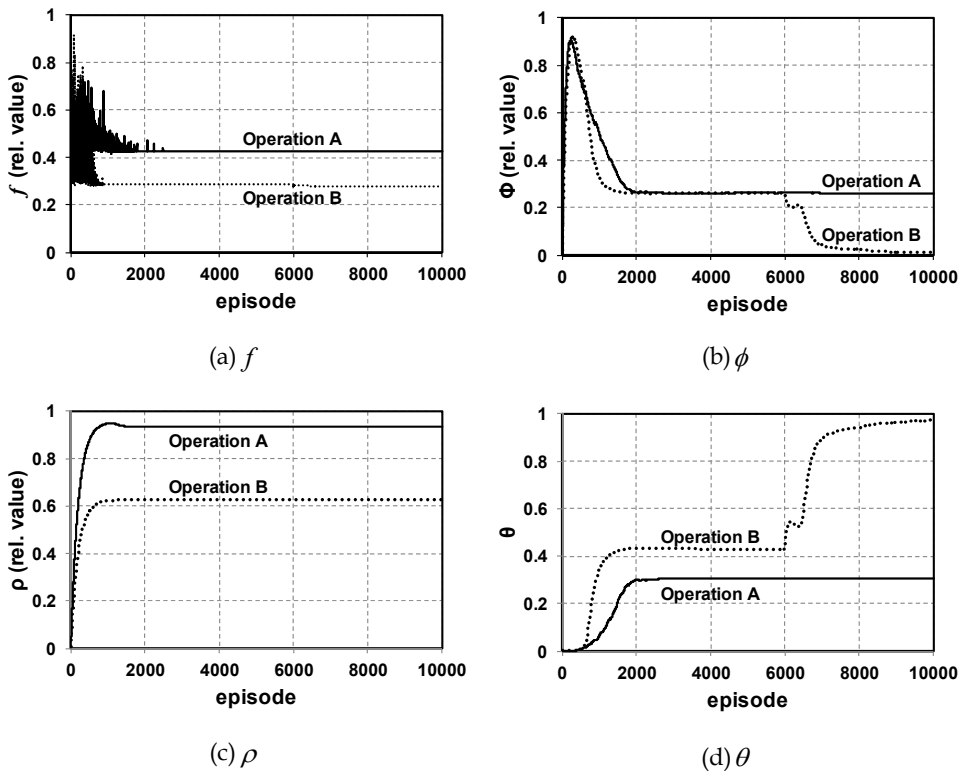 f (rel. value)
1
0.8
0.6
0.4
0.2
0
Operation A
Operation B
0 2000 4000 6000 8000 10000
episode
(a) f
Φ (rel. value)
1
0.8
0.6
0.4
0.2
0
Operation A
Operation B
0 2000 4000 6000 8000 10000
episode
(b) ϕ
ρ (rel. value)
1
0.8
0.6
0.4
0.2
0
Operation A
Operation B
0 2000 4000 6000 8000 10000
episode
(c) ρ
θ
1
0.8
0.6
0.4
0.2
0
Operation B
Operation A
0 2000 4000 6000 8000 10000
episode
(d) θ